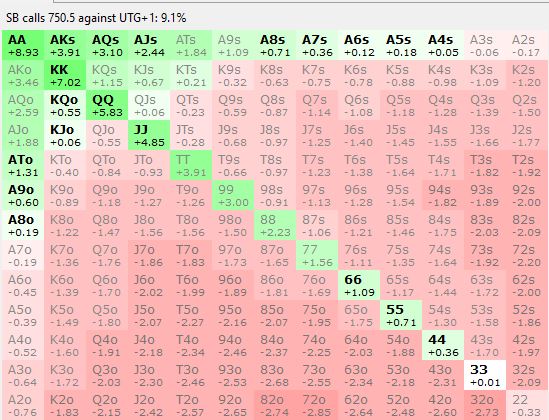 SB calls 750.5 against UTG+1: 9.1%
AA AKs AQs AJs ATs A9s A8s A7s A6s A5s A4s A3s A2s
+8.93 +3.91 +3.10 +2.44 +1.84 +1.09 +0.71 +0.36 +0.12 +0.18 +0.05 -0.06 -0.17
AKo KK KQs KJs KTs K9s K8s K7s K6s K5s K4s K3s K2s
+3.46 +7.02 +1.15 +0.67 +0.21 -0.32 -0.63 -0.75 -0.78 -0.88 -0.98 -1.09 -1.20
AQo KQo QQ QJs QTs Q9s Q8s Q7s Q6s Q5s Q4s Q3s Q2s
+2.59 +0.55 +5.83 +0.06 -0.23 -0.59 -0.87 -1.14 -1.08 -1.18 -1.28 -1.39 -1.50
AJo KJo QJo JJ JTs J9s J8s J7s J6s J5s J4s J3s J2s
+1.88 +0.06 -0.55 +4.85 -0.28 -0.68 -0.97 -1.25 -1.40 -1.45 -1.55 -1.66 -1.77
ATo KTo QTo JTo TT T9s T8s T7s T6s T5s T4s T3s T2s
+1.31 -0.40 -0.84 -0.93 +3.91 -0.66 -0.97 -1.23 -1.38 -1.64 -1.71 -1.82 -1.92
A9o K9o Q9o J9o T9o 99 98s 97s 96s 95s 94s 93s 92s
+0.60 -0.89 -1.18 -1.27 -1.26 +3.00 -0.91 -1.13 -1.28 -1.54 -1.82 -1.89 -2.00
A8o K8o Q8o J8o T8o 98o 88 87s 86s 85s 84s 83s 82s
+0.19 -1.22 -1.47 -1.56 -1.56 -1.50 +2.23 -1.06 -1.21 -1.46 -1.75 -2.03 -2.09
A7o K7o Q7o J7o T7o 97o 87o 77 76s 75s 74s 73s 72s
-0.19 -1.36 -1.76 -1.86 -1.83 -1.73 -1.65 +1.56 -1.11 -1.35 -1.64 -1.92 -2.20
A6o K6o Q6o J6o T6o 96o 86o 76o 66 65s 64s 63s 62s
-0.45 -1.39 -1.69 -2.02 -1.96 -1.89 -1.81 -1.69 +1.09 -1.17 -1.45 -1.72 -2.00
A5o K5o Q5o J5o T5o 95o 85o 75o 65o 55 54s 53s 52s
-0.39 -1.49 -1.80 -2.07 -2.27 -2.16 -2.07 -1.95 -1.75 +0.71 -1.30 -1.58 -1.86
A4o K4o Q4o J4o T4o 94o 84o 74o 64o 54o 44 43s 42s
-0.52 -1.60 -1.91 -2.18 -2.34 -2.46 -2.37 -2.25 -2.03 -1.88 +0.36 -1.70 -1.97
A3o K3o Q3o J3o T3o 93o 83o 73o 63o 53o 43o 33 32s
-0.64 -1.72 -2.03 -2.30 -2.46 -2.53 -2.68 -2.55 -2.34 -2.18 -2.31 +0.01 -2.09
A2o K2o Q2o J2o T2o 92o 82o 72o 62o 52o 42o 32o 22
-0.76 -1.83 -2.15 -2.42 -2.57 -2.65 -2.74 -2.85 -2.64 -2.48 -2.60 -2.73 -0.33